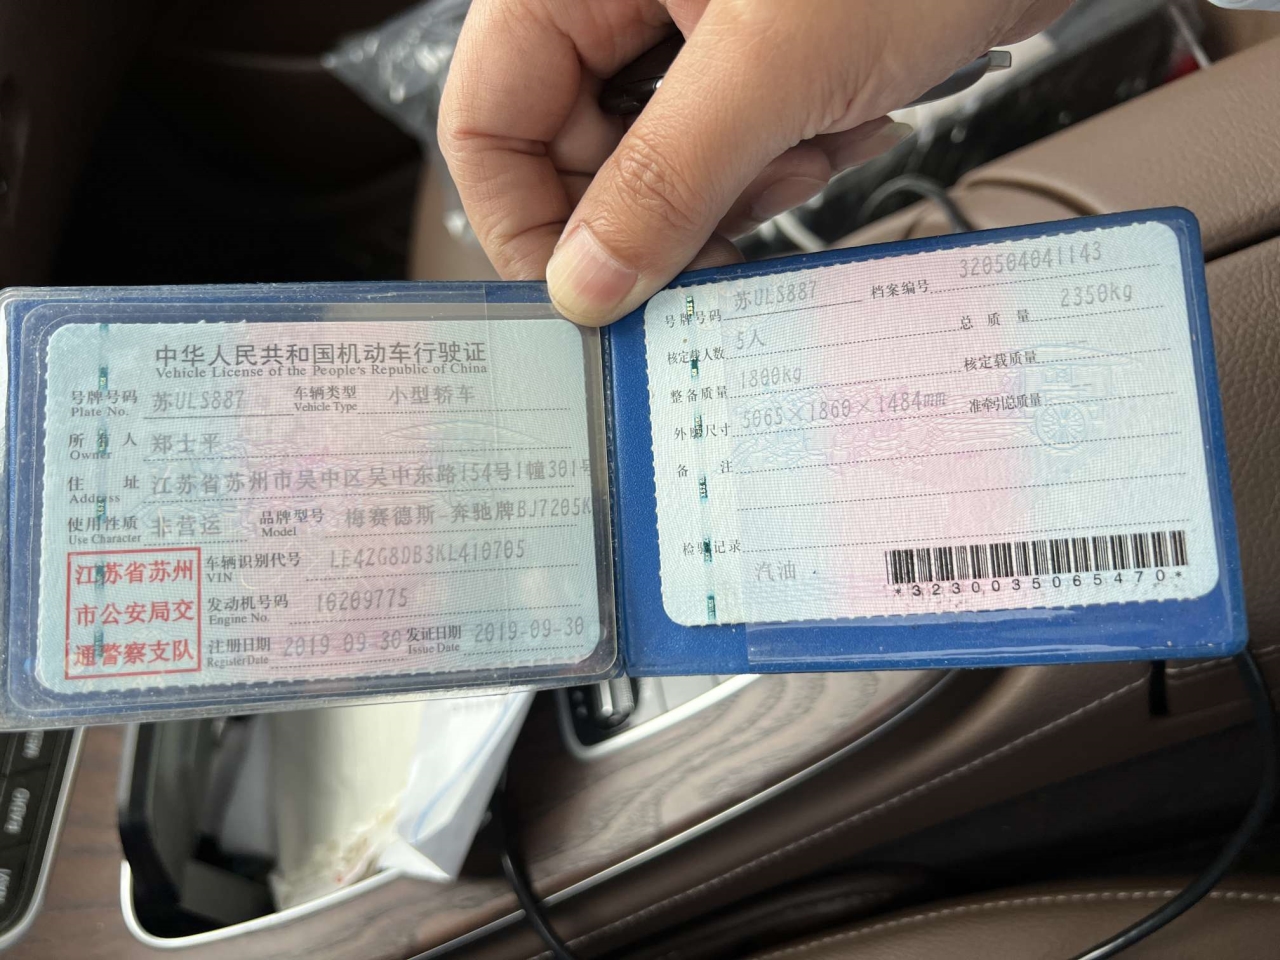 中华人民共和国机动车行驶证
Vehicle License of the People's Republic of China
号牌号码 苏ULS887 车辆类型 小型轿车
Plate No. Vehicle Type
所有人 郑士平
Owner
住址 江苏省苏州市吴中区吴中东路154号1幢301号
Address
使用性质 非营运 品牌型号 梅赛德斯-奔驰牌BJ7205K
Use Character Model
江苏省苏州
市公安局交
通警察支队
车辆识别代号 LE4ZG8DB3KL410705
VIN
发动机号码 10209775
Engine No.
注册日期 2019-09-30 发证日期 2019-09-30
Register Date Issue Date
号牌号码 苏ULS887 档案编号 320504041143
核定载人数 5人 总质量 2350kg
整备质量 1800kg 核定载质量
外廓尺寸 5065×1860×1484mm 准牵引总质量
备注
检验记录
汽油
*3230035065470*